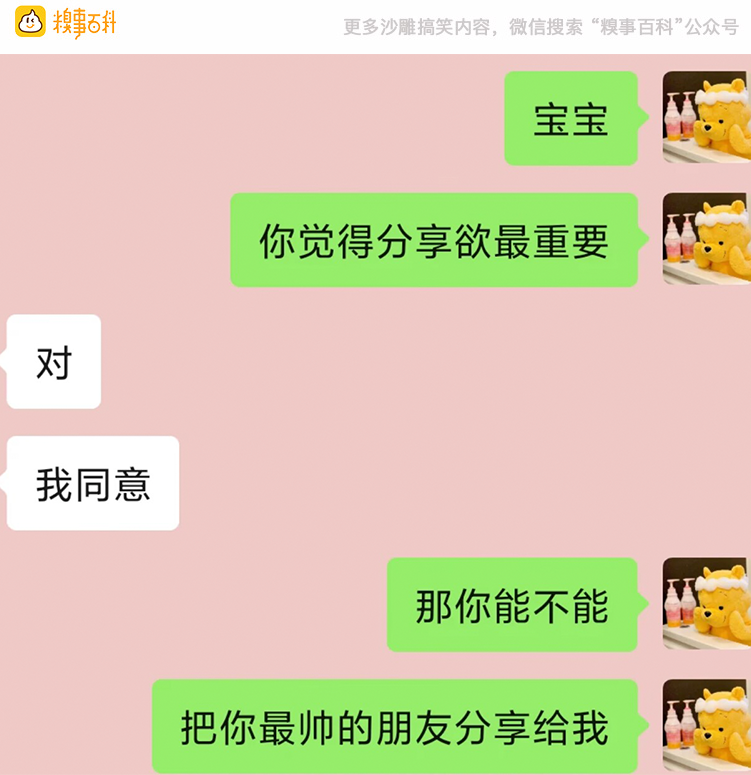 糗事百科
更多沙雕搞笑内容，微信搜索“糗事百科”公众号
宝宝
你觉得分享欲最重要
对
我同意
那你能不能
把你最帅的朋友分享给我